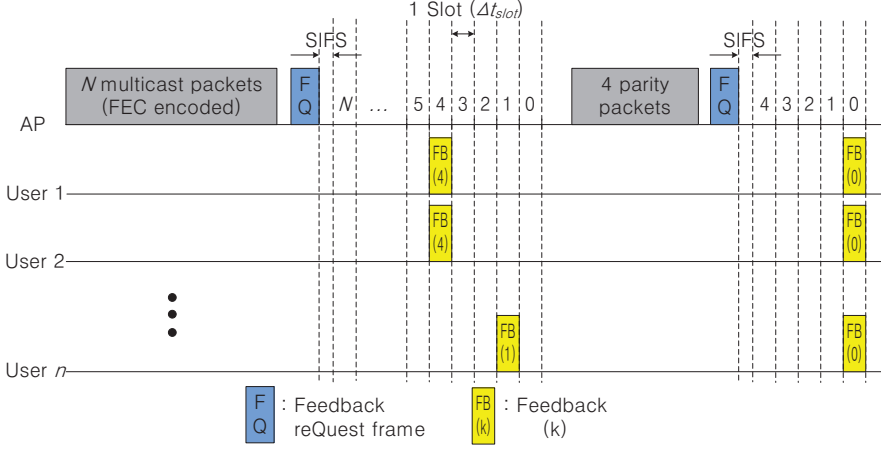 1 Slot (Δt_slot)
SIFS
SIFS
N multicast packets
(FEC encoded)
F
Q
N ... 5 4 3 2 1 0
4 parity
packets
F
Q
4 3 2 1 0
AP
FB
(4)
FB
(0)
User 1
FB
(4)
FB
(0)
User 2
FB
(1)
FB
(0)
User n
F
Q
: Feedback
reQuest frame
FB
(k)
: Feedback
(k)